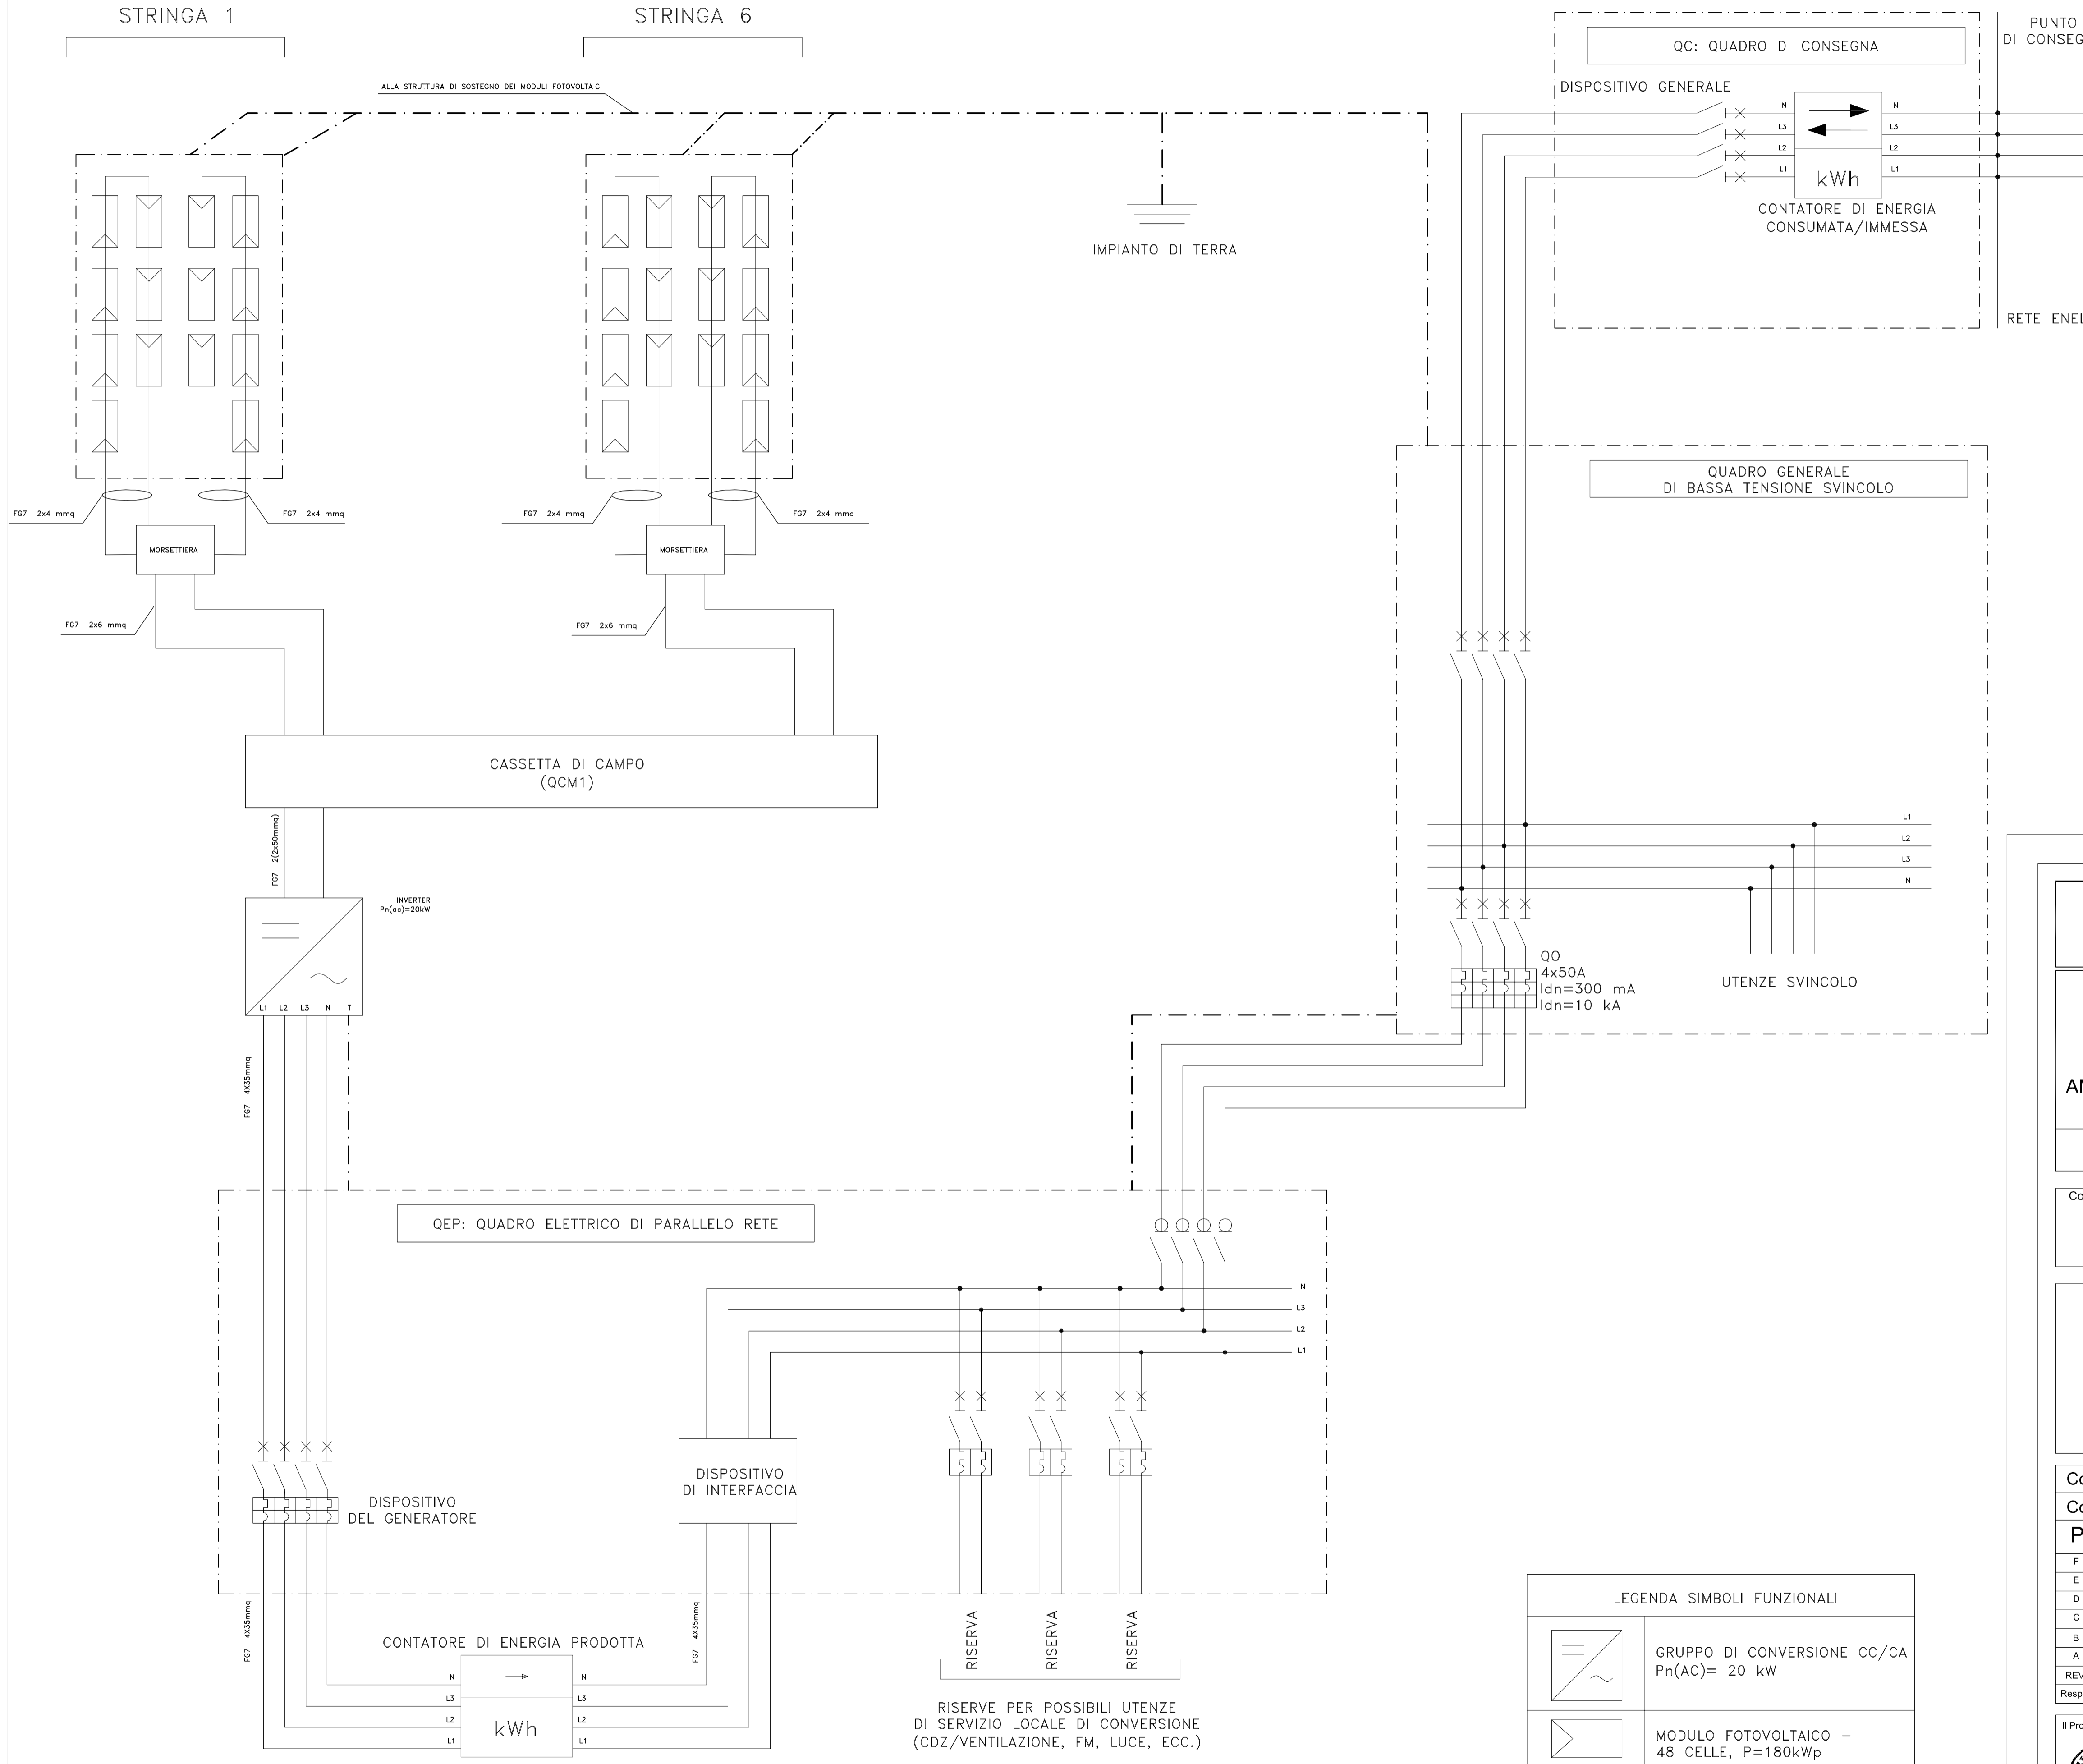 STRINGA 1
STRINGA 6
ALLA STRUTTURA DI SOSTEGNO DEI MODULI FOTOVOLTAICI
QC: QUADRO DI CONSEGNA
PUNTO
DI CONSEG
DISPOSITIVO GENERALE
N
N
L3
L3
L2
L2
L1
L1
kWh
CONTATORE DI ENERGIA
CONSUMATA/IMMESSA
IMPIANTO DI TERRA
RETE ENEL
QUADRO GENERALE
DI BASSA TENSIONE SVINCOLO
FG7 2x4 mmq
FG7 2x4 mmq
FG7 2x4 mmq
FG7 2x4 mmq
MORSETTIERA
MORSETTIERA
FG7 2x6 mmq
FG7 2x6 mmq
CASSETTA DI CAMPO
(QCM1)
FG7 2(2x50mmq)
INVERTER
Pn(ac)=20kW
L1
L2
L3
N
T
L1
L2
L3
N
QO
4x50A
Idn=300 mA
Idn=10 kA
UTENZE SVINCOLO
FG7 4X35mmq
QEP: QUADRO ELETTRICO DI PARALLELO RETE
N
L3
L2
L1
DISPOSITIVO
DEL GENERATORE
DISPOSITIVO
DI INTERFACCIA
FG7 4X35mmq
FG7 4X35mmq
CONTATORE DI ENERGIA PRODOTTA
N
N
L3
L3
L2
L2
L1
L1
kWh
RISERVA
RISERVA
RISERVA
RISERVE PER POSSIBILI UTENZE
DI SERVIZIO LOCALE DI CONVERSIONE
(CDZ/VENTILAZIONE, FM, LUCE, ECC.)
LEGENDA SIMBOLI FUNZIONALI
GRUPPO DI CONVERSIONE CC/CA
Pn(AC)= 20 kW
MODULO FOTOVOLTAICO –
48 CELLE, P=180kWp
Co
Co
Co
P
F
E
D
C
B
A
REV
Resp
Il Pro